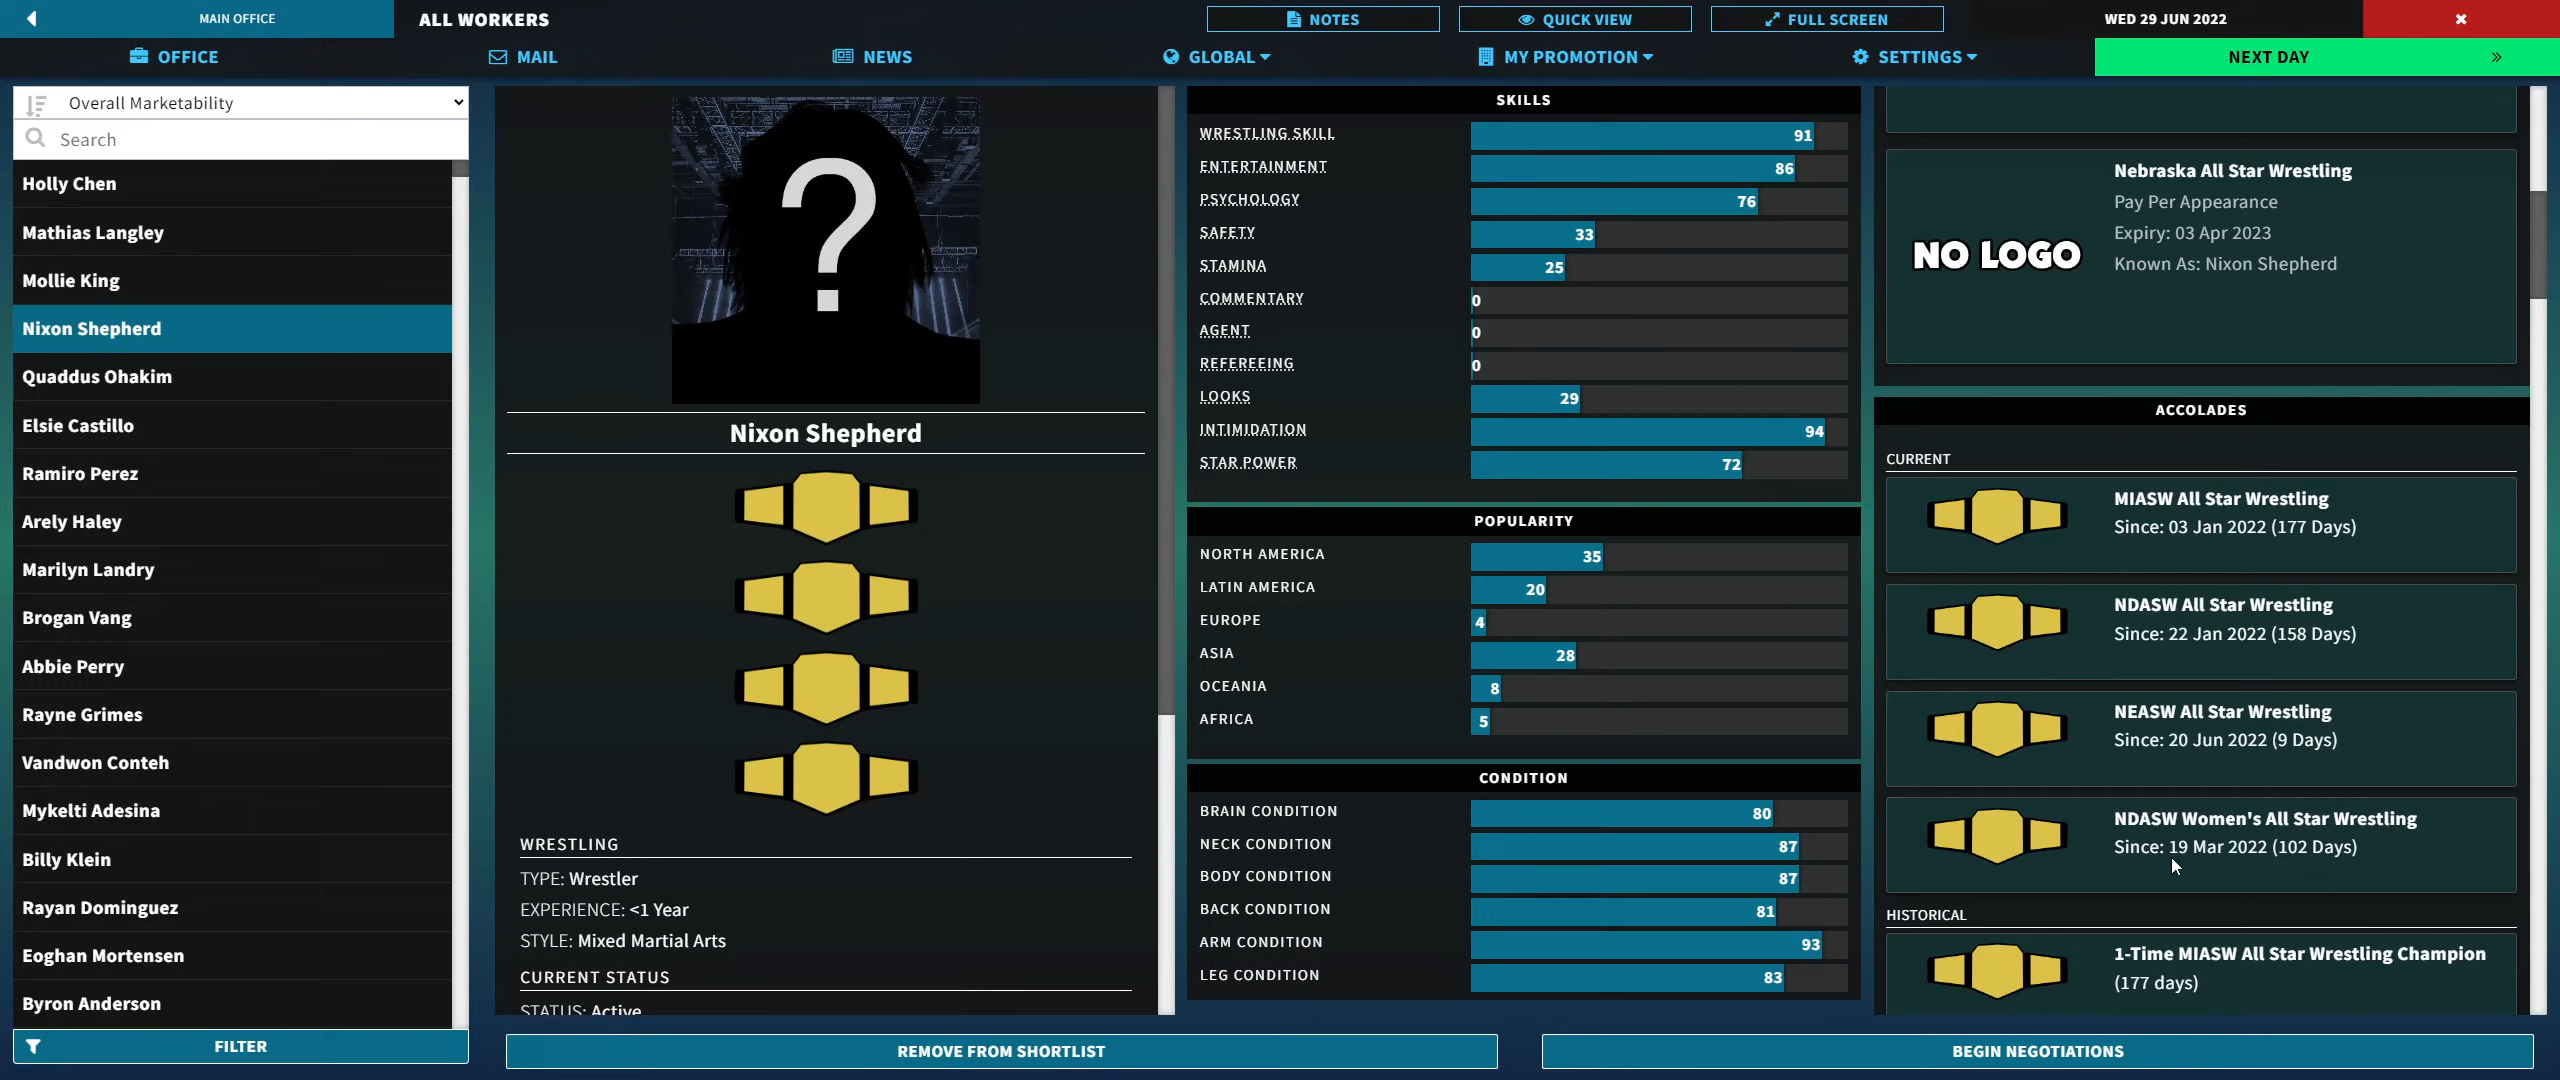 MAIN OFFICE
ALL WORKERS
NOTES
QUICK VIEW
FULL SCREEN
WED 29 JUN 2022
OFFICE
MAIL
NEWS
GLOBAL
MY PROMOTION
SETTINGS
NEXT DAY
Overall Marketability
Search
Holly Chen
Mathias Langley
Mollie King
Nixon Shepherd
Quaddus Ohakim
Elsie Castillo
Ramiro Perez
Arely Haley
Marilyn Landry
Brogan Vang
Abbie Perry
Rayne Grimes
Vandwon Conteh
Mykelti Adesina
Billy Klein
Rayan Dominguez
Eoghan Mortensen
Byron Anderson
FILTER
?
Nixon Shepherd
WRESTLING
TYPE: Wrestler
EXPERIENCE: <1 Year
STYLE: Mixed Martial Arts
CURRENT STATUS
STATUS: Active
REMOVE FROM SHORTLIST
SKILLS
WRESTLING SKILL 91
ENTERTAINMENT 86
PSYCHOLOGY 76
SAFETY 33
STAMINA 25
COMMENTARY 0
AGENT 0
REFEREEING 0
LOOKS 29
INTIMIDATION 94
STAR POWER 72
POPULARITY
NORTH AMERICA 35
LATIN AMERICA 20
EUROPE 4
ASIA 28
OCEANIA 8
AFRICA 5
CONDITION
BRAIN CONDITION 80
NECK CONDITION 87
BODY CONDITION 87
BACK CONDITION 81
ARM CONDITION 93
LEG CONDITION 83
NO LOGO
Nebraska All Star Wrestling
Pay Per Appearance
Expiry: 03 Apr 2023
Known As: Nixon Shepherd
ACCOLADES
CURRENT
MIASW All Star Wrestling
Since: 03 Jan 2022 (177 Days)
NDASW All Star Wrestling
Since: 22 Jan 2022 (158 Days)
NEASW All Star Wrestling
Since: 20 Jun 2022 (9 Days)
NDASW Women's All Star Wrestling
Since: 19 Mar 2022 (102 Days)
HISTORICAL
1-Time MIASW All Star Wrestling Champion
(177 days)
BEGIN NEGOTIATIONS